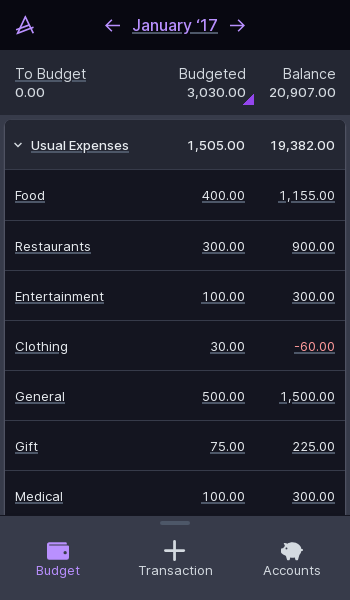 January ‘17
To Budget Budgeted Balance
0.00 3,030.00 20,907.00
Usual Expenses 1,505.00 19,382.00
Food 400.00 1,155.00
Restaurants 300.00 900.00
Entertainment 100.00 300.00
Clothing 30.00 -60.00
General 500.00 1,500.00
Gift 75.00 225.00
Medical 100.00 300.00
Budget Transaction Accounts